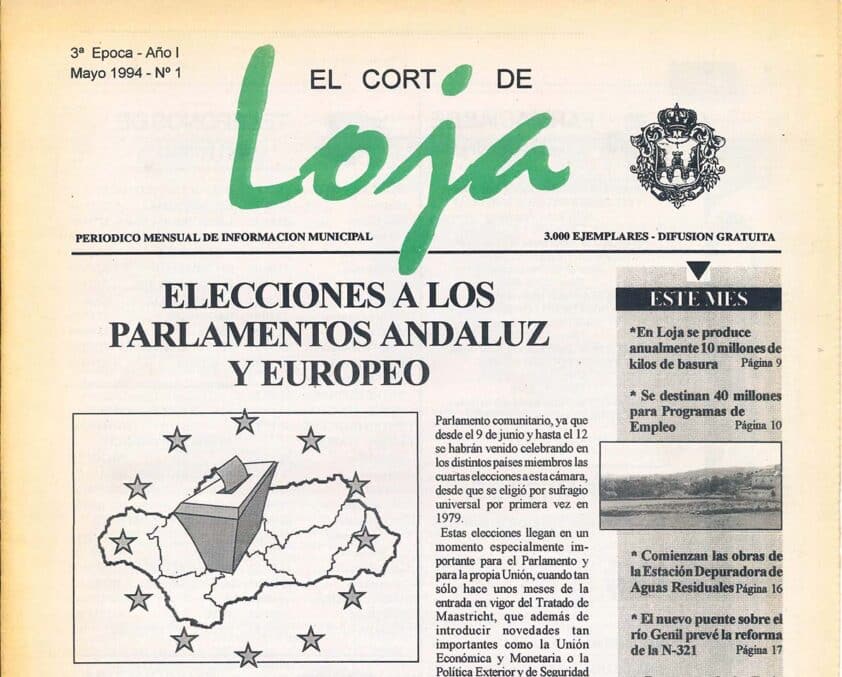 3ª Epoca - Año I
Mayo 1994 - Nº 1
EL CORTO DE
Loja
PERIODICO MENSUAL DE INFORMACION MUNICIPAL
3.000 EJEMPLARES - DIFUSION GRATUITA
ELECCIONES A LOS
PARLAMENTOS ANDALUZ
Y EUROPEO
Parlamento comunitario, ya que
desde el 9 de junio y hasta el 12
se habrán venido celebrando en
los distintos países miembros las
cuartas elecciones a esta cámara,
desde que se eligió por sufragio
universal por primera vez en
1979.
Estas elecciones llegan en un
momento especialmente im-
portante para el Parlamento y
para la propia Unión, cuando tan
sólo hace unos meses de la
entrada en vigor del Tratado de
Maastricht, que además de
introducir novedades tan
importantes como la Unión
Económica y Monetaria o la
Política Exterior y de Seguridad
ESTE MES
*En Loja se produce
anualmente 10 millones de
kilos de basura Página 9
* Se destinan 40 millones
para Programas de
Empleo Página 10
* Comienzan las obras de
la Estación Depuradora de
Aguas Residuales Página 16
* El nuevo puente sobre el
río Genil prevé la reforma
de la N-321 Página 17